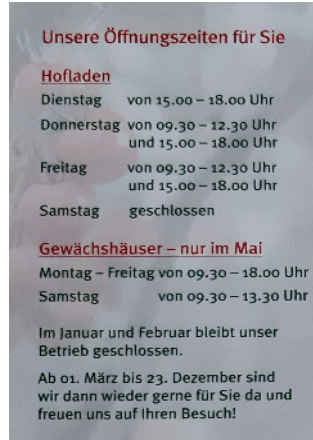 Unsere Öffnungszeiten für Sie
Hofladen
Dienstag von 15.00 – 18.00 Uhr
Donnerstag von 09.30 – 12.30 Uhr
und 15.00 – 18.00 Uhr
Freitag von 09.30 – 12.30 Uhr
und 15.00 – 18.00 Uhr
Samstag geschlossen
Gewächshäuser – nur im Mai
Montag – Freitag von 09.30 – 18.00 Uhr
Samstag von 09.30 – 13.30 Uhr
Im Januar und Februar bleibt unser
Betrieb geschlossen.
Ab 01. März bis 23. Dezember sind
wir dann wieder gerne für Sie da und
freuen uns auf Ihren Besuch!